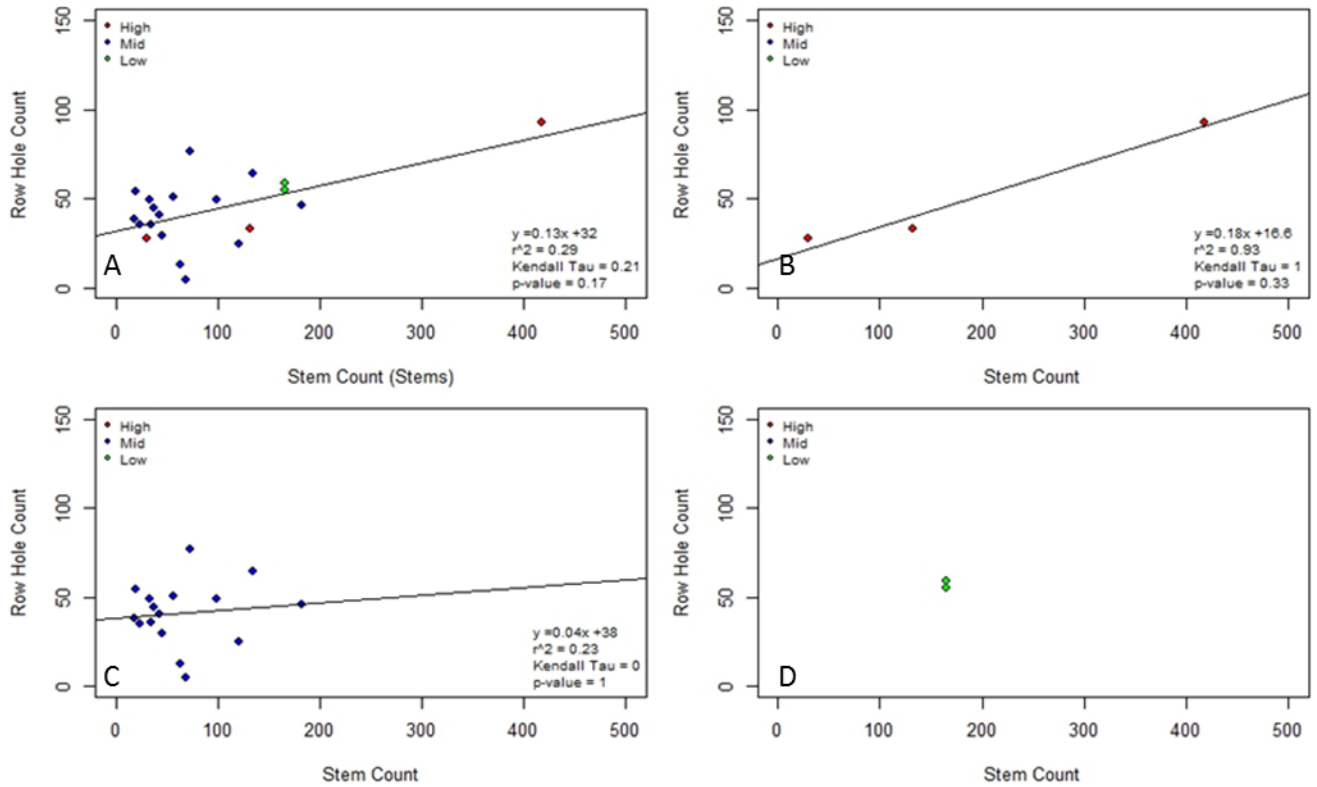 High
Mid
Low
150
100
50
0
Row Hole Count
y =0.13x +32
r^2 = 0.29
Kendall Tau = 0.21
p-value = 0.17
A
0 100 200 300 400 500
Stem Count (Stems)
High
Mid
Low
150
100
50
0
Row Hole Count
y =0.18x +16.6
r^2 = 0.93
Kendall Tau = 1
p-value = 0.33
B
0 100 200 300 400 500
Stem Count
High
Mid
Low
150
100
50
0
Row Hole Count
y =0.04x +38
r^2 = 0.23
Kendall Tau = 0
p-value = 1
C
0 100 200 300 400 500
Stem Count
High
Mid
Low
150
100
50
0
Row Hole Count
D
0 100 200 300 400 500
Stem Count